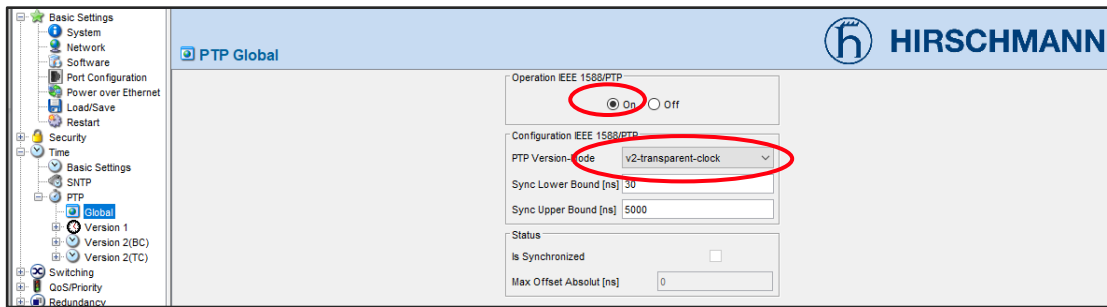 Basic Settings
System
Network
Software
Port Configuration
Power over Ethernet
Load/Save
Restart
Security
Time
Basic Settings
SNTP
PTP
Global
Version 1
Version 2(BC)
Version 2(TC)
Switching
QoS/Priority
Redundancy
PTP Global
HIRSCHMANN
Operation IEEE 1588/PTP
On Off
Configuration IEEE 1588/PTP
PTP Version-Mode v2-transparent-clock
Sync Lower Bound [ns] 30
Sync Upper Bound [ns] 5000
Status
Is Synchronized
Max Offset Absolut [ns] 0